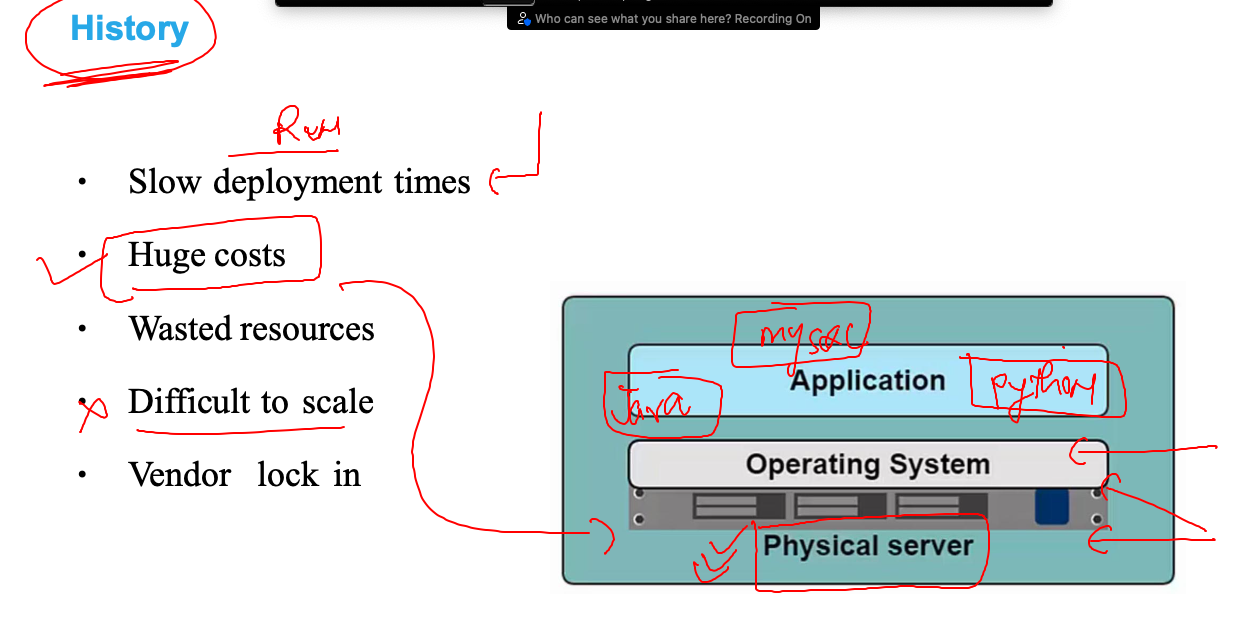 Who can see what you share here? Recording On
History
Slow deployment times
Huge costs
Wasted resources
Difficult to scale
Vendor lock in
mysql
Application
Java
python
Operating System
Physical server